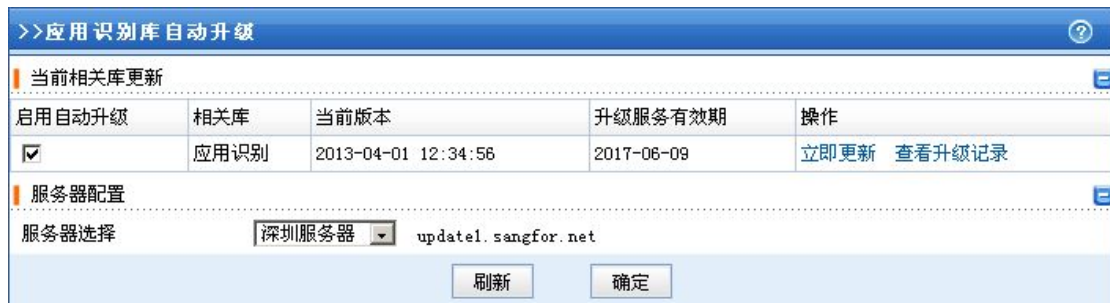 >>应用识别库自动升级
当前相关库更新
启用自动升级 相关库 当前版本 升级服务有效期 操作
应用识别 2013-04-01 12:34:56 2017-06-09 立即更新 查看升级记录
服务器配置
服务器选择 深圳服务器 update1.sangfor.net
刷新 确定